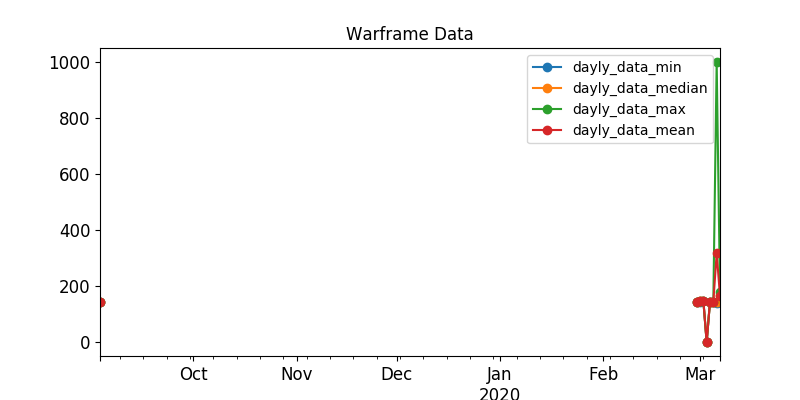 Warframe Data
1000
800
600
400
200
0
dayly_data_min
dayly_data_median
dayly_data_max
dayly_data_mean
Oct Nov Dec Jan Feb Mar
2020